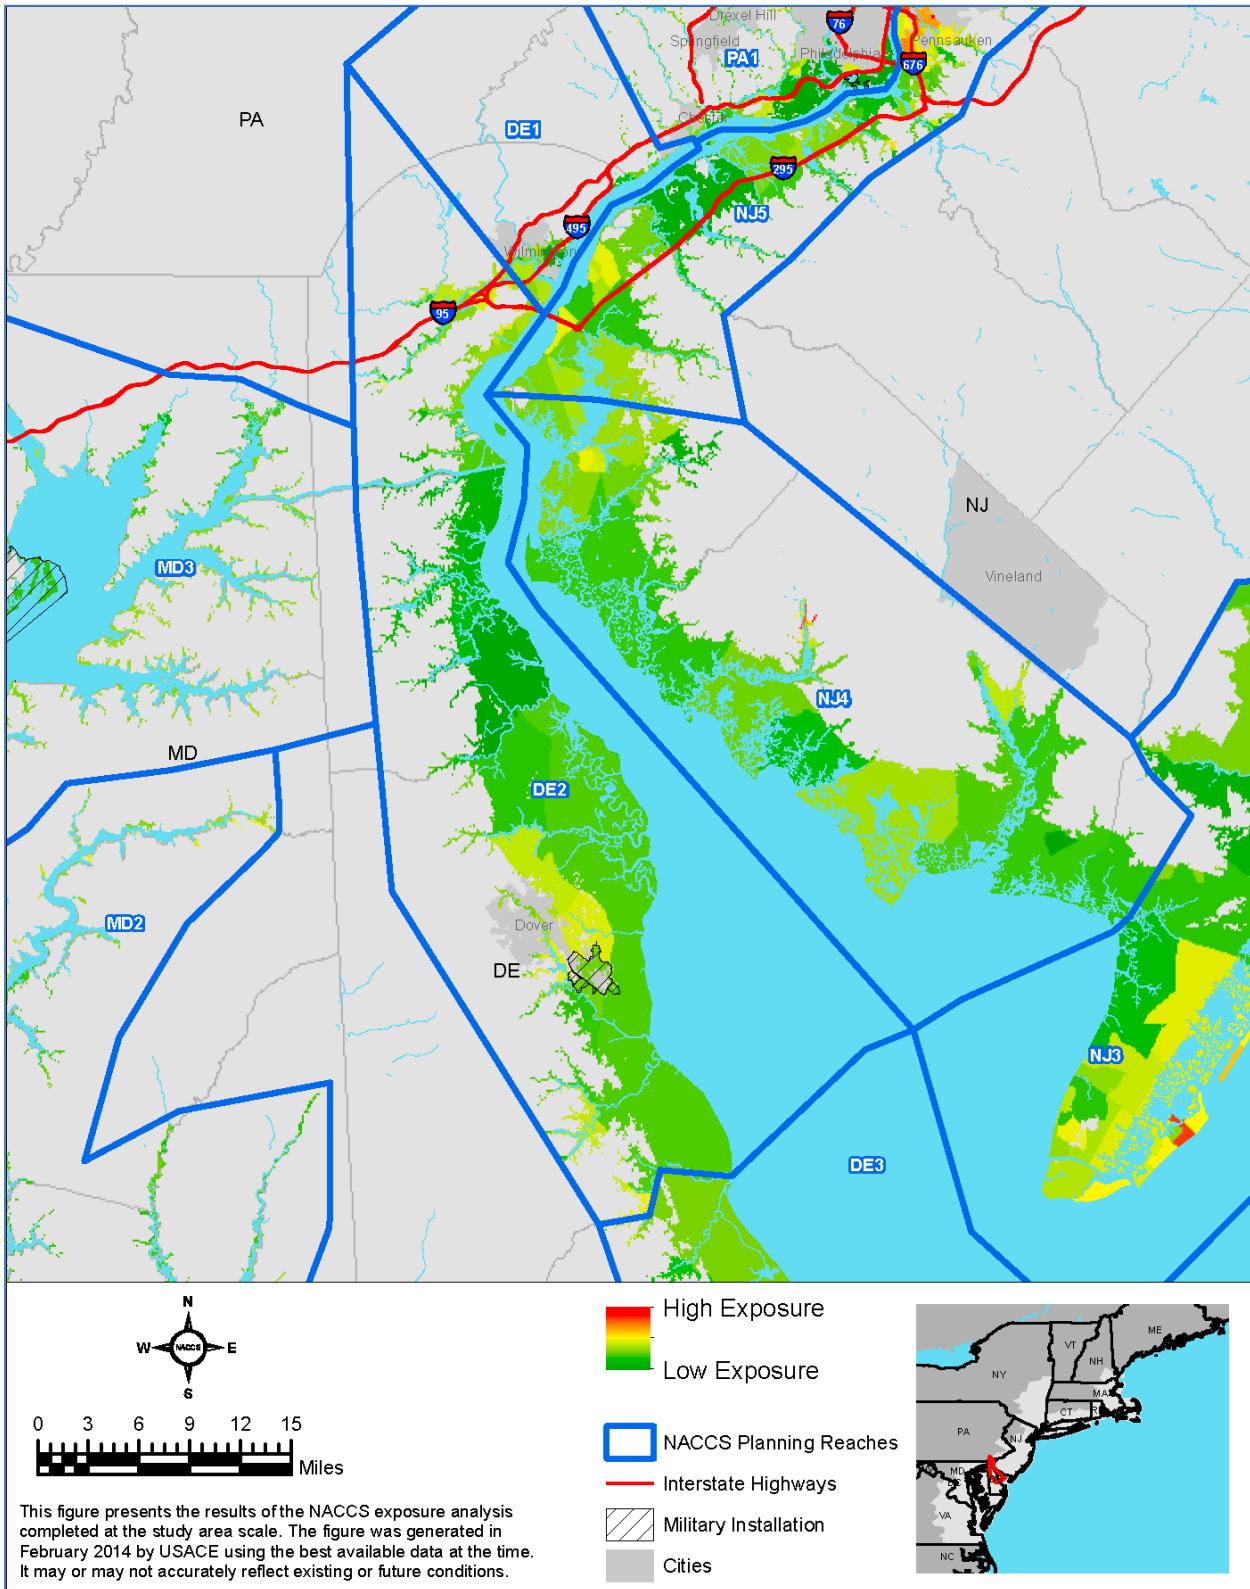 Drexel Hill
76
Springfield
Philadelphia
Pennsauken
PA1
676
PA
DE1
Chester
295
NJ5
495
Wilmington
95
NJ
MD3
Vineland
NJ4
MD
DE2
MD2
Dover
DE
NJ3
DE3
N
W
NACCS
E
S
0 3 6 9 12 15
Miles
This figure presents the results of the NACCS exposure analysis
completed at the study area scale. The figure was generated in
February 2014 by USACE using the best available data at the time.
It may or may not accurately reflect existing or future conditions.
High Exposure
Low Exposure
NACCS Planning Reaches
Interstate Highways
Military Installation
Cities
ME
VT
NH
NY
MA
CT
PA
NJ
MD
VA
NC